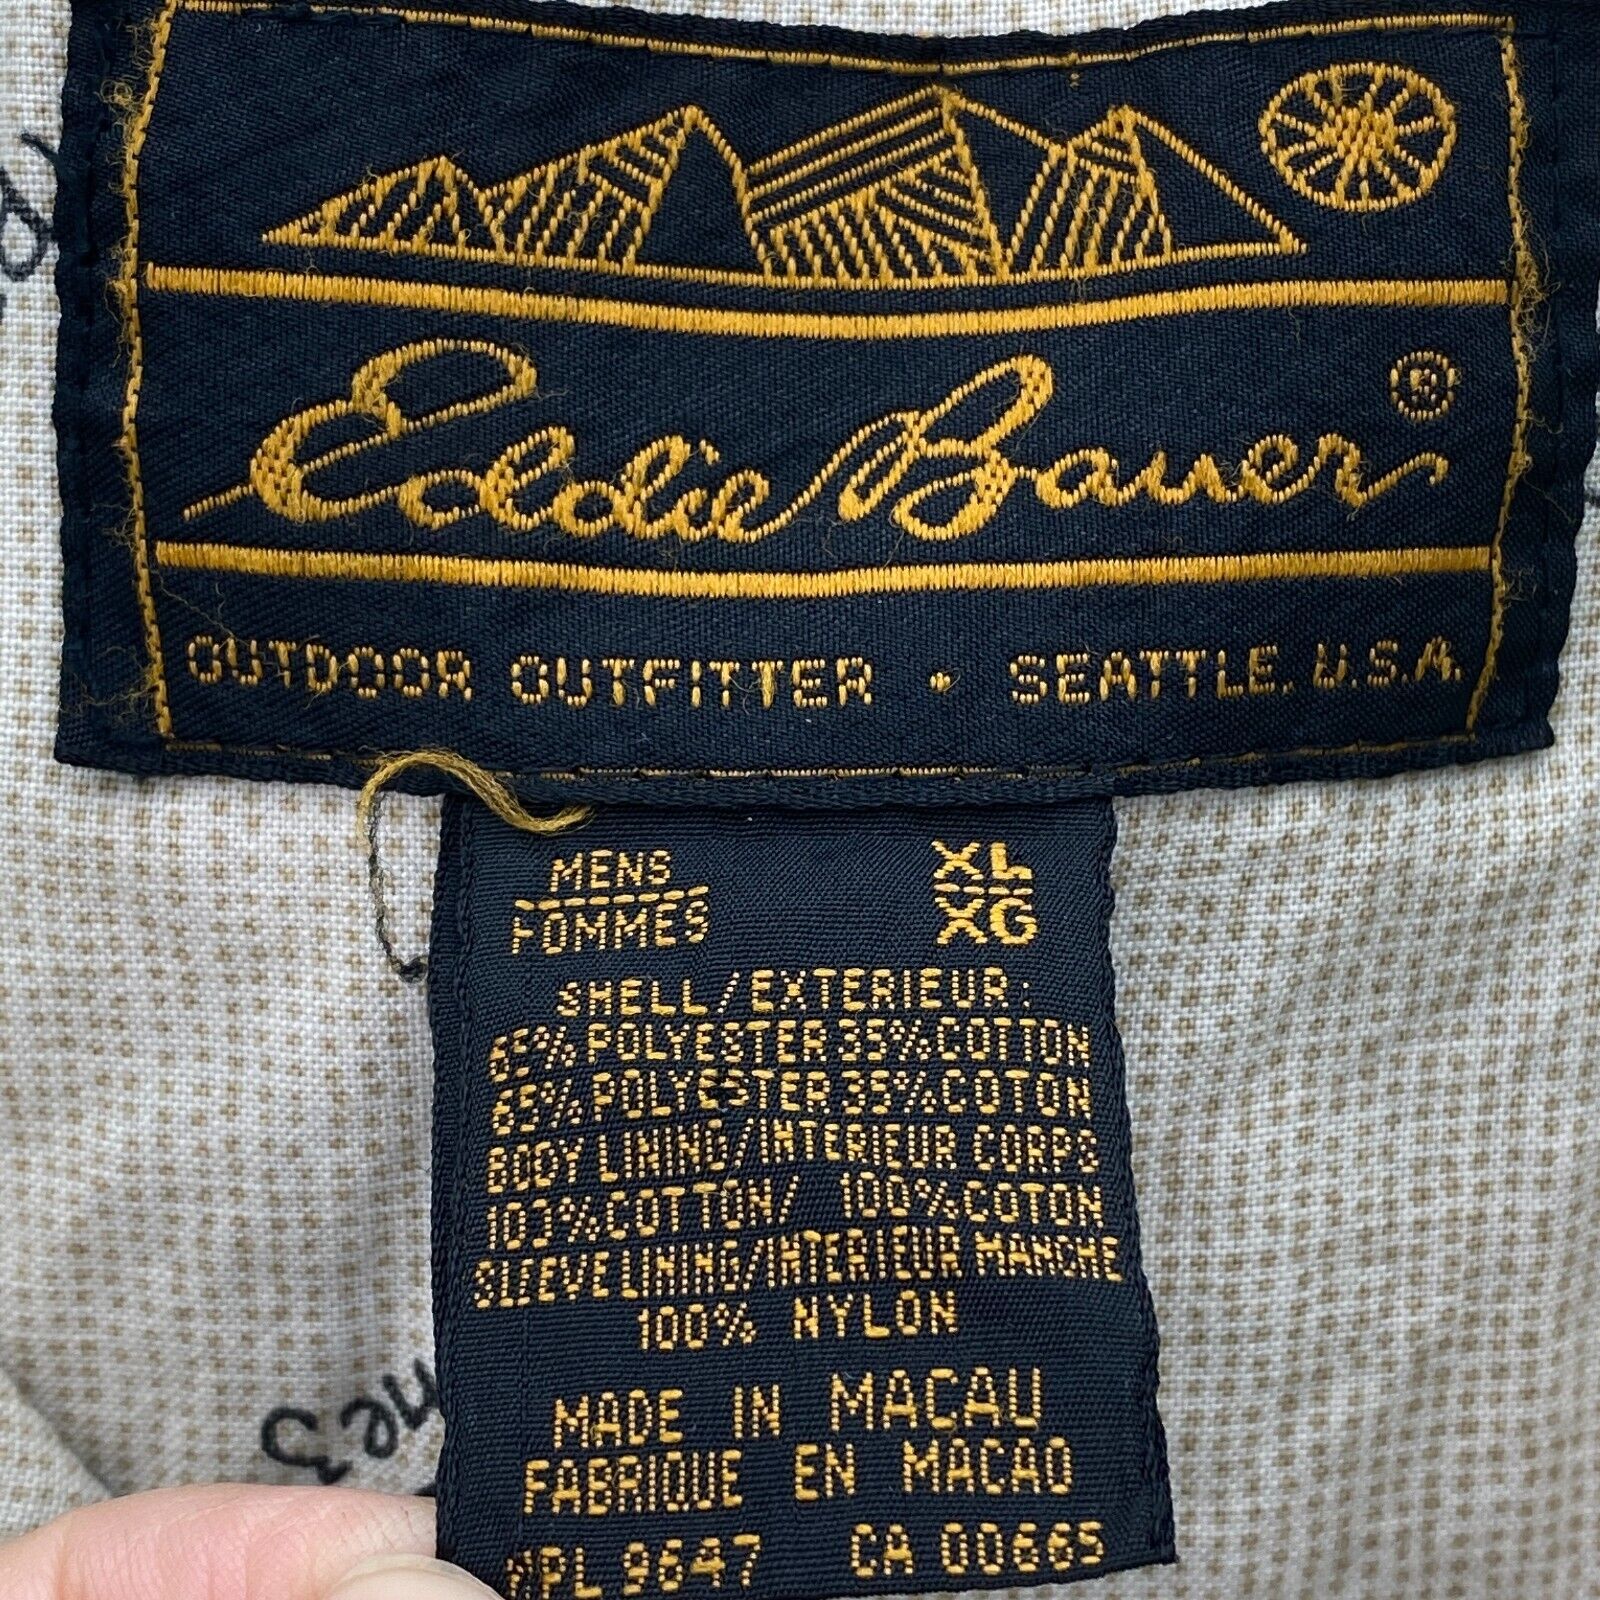 Eddie Bauer ®
OUTDOOR OUTFITTER • SEATTLE, U.S.A.
MENS XL
FOMMES XG
SHELL/EXTERIEUR:
65% POLYESTER 35% COTTON
65% POLYESTER 35% COTON
BODY LINING/INTERIEUR CORPS
100% COTTON/ 100% COTON
SLEEVE LINING/INTERIEUR MANCHE
100% NYLON
MADE IN MACAU
FABRIQUE EN MACAO
RPL 9647 CA 00665